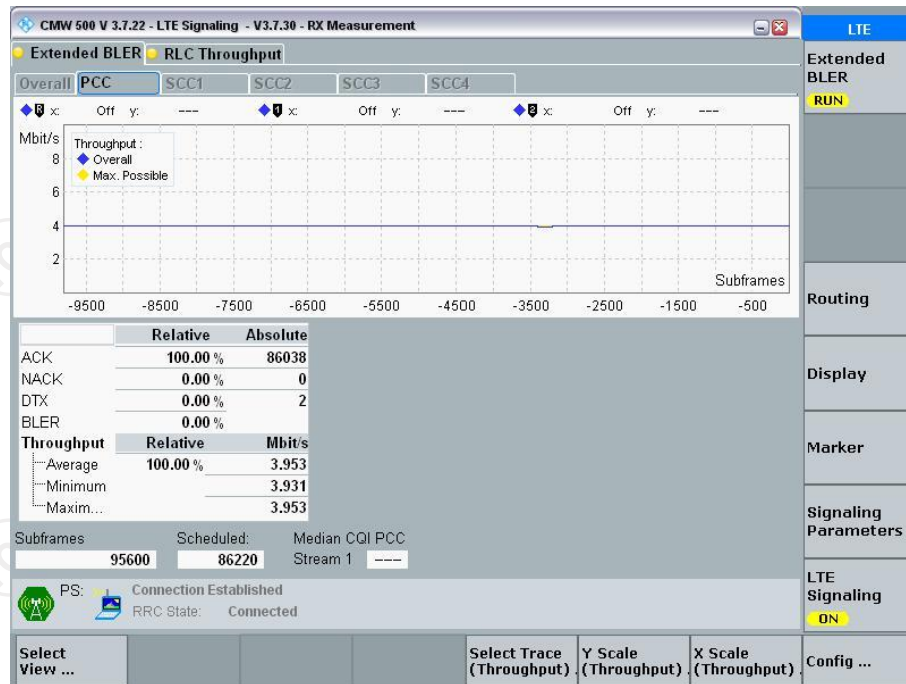 CMW 500 V 3.7.22 - LTE Signaling - V3.7.30 - RX Measurement
LTE
Extended BLER RLC Throughput
Extended BLER
RUN
Overall PCC SCC1 SCC2 SCC3 SCC4
R x: Off y: --- 1 x: Off y: --- 2 x: Off y: ---
Mbit/s
Throughput :
Overall
Max. Possible
8
6
4
2
Subframes
-9500 -8500 -7500 -6500 -5500 -4500 -3500 -2500 -1500 -500
Relative Absolute
ACK 100.00 % 86038
NACK 0.00 % 0
DTX 0.00 % 2
BLER 0.00 %
Throughput Relative Mbit/s
Average 100.00 % 3.953
Minimum 3.931
Maxim... 3.953
Subframes Scheduled: Median CQI PCC
95600 86220 Stream 1 ---
PS: Connection Established
RRC State: Connected
Routing
Display
Marker
Signaling
Parameters
LTE
Signaling
ON
Select
View ...
Select Trace
(Throughput)
Y Scale
(Throughput)
X Scale
(Throughput)
Config ...